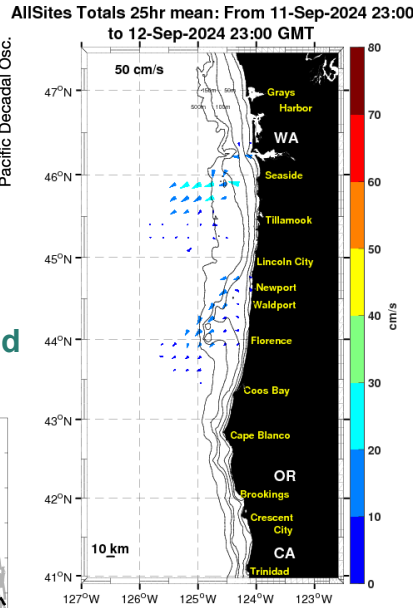 AllSites Totals 25hr mean: From 11-Sep-2024 23:00
to 12-Sep-2024 23:00 GMT
Pacific Decadal Osc.
50 cm/s
47°N
46°N
45°N
44°N
43°N
42°N
41°N
50m
500m 100m
Grays
Harbor
WA
Seaside
Tillamook
Lincoln City
Newport
Waldport
Florence
Coos Bay
Cape Blanco
OR
Brookings
Crescent
City
CA
Trinidad
10 km
127°W 126°W 125°W 124°W 123°W
80
70
60
50
40
30
20
10
0
cm/s
d